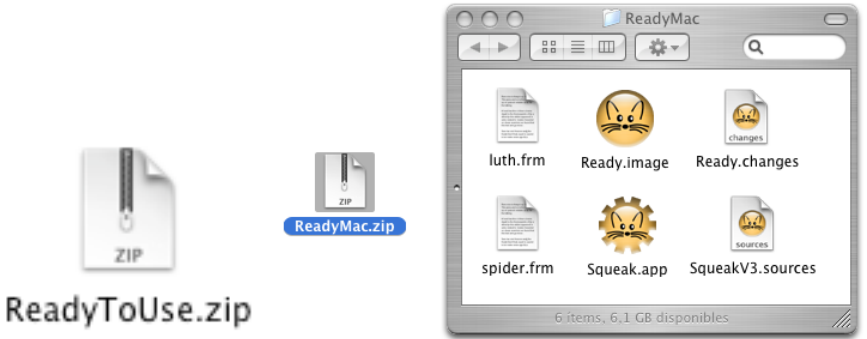 ZIP
ReadyToUse.zip
ZIP
ReadyMac.zip
ReadyMac
luth.frm
Ready.image
changes
Ready.changes
spider.frm
Squeak.app
sources
SqueakV3.sources
6 items, 6,1 GB disponibles